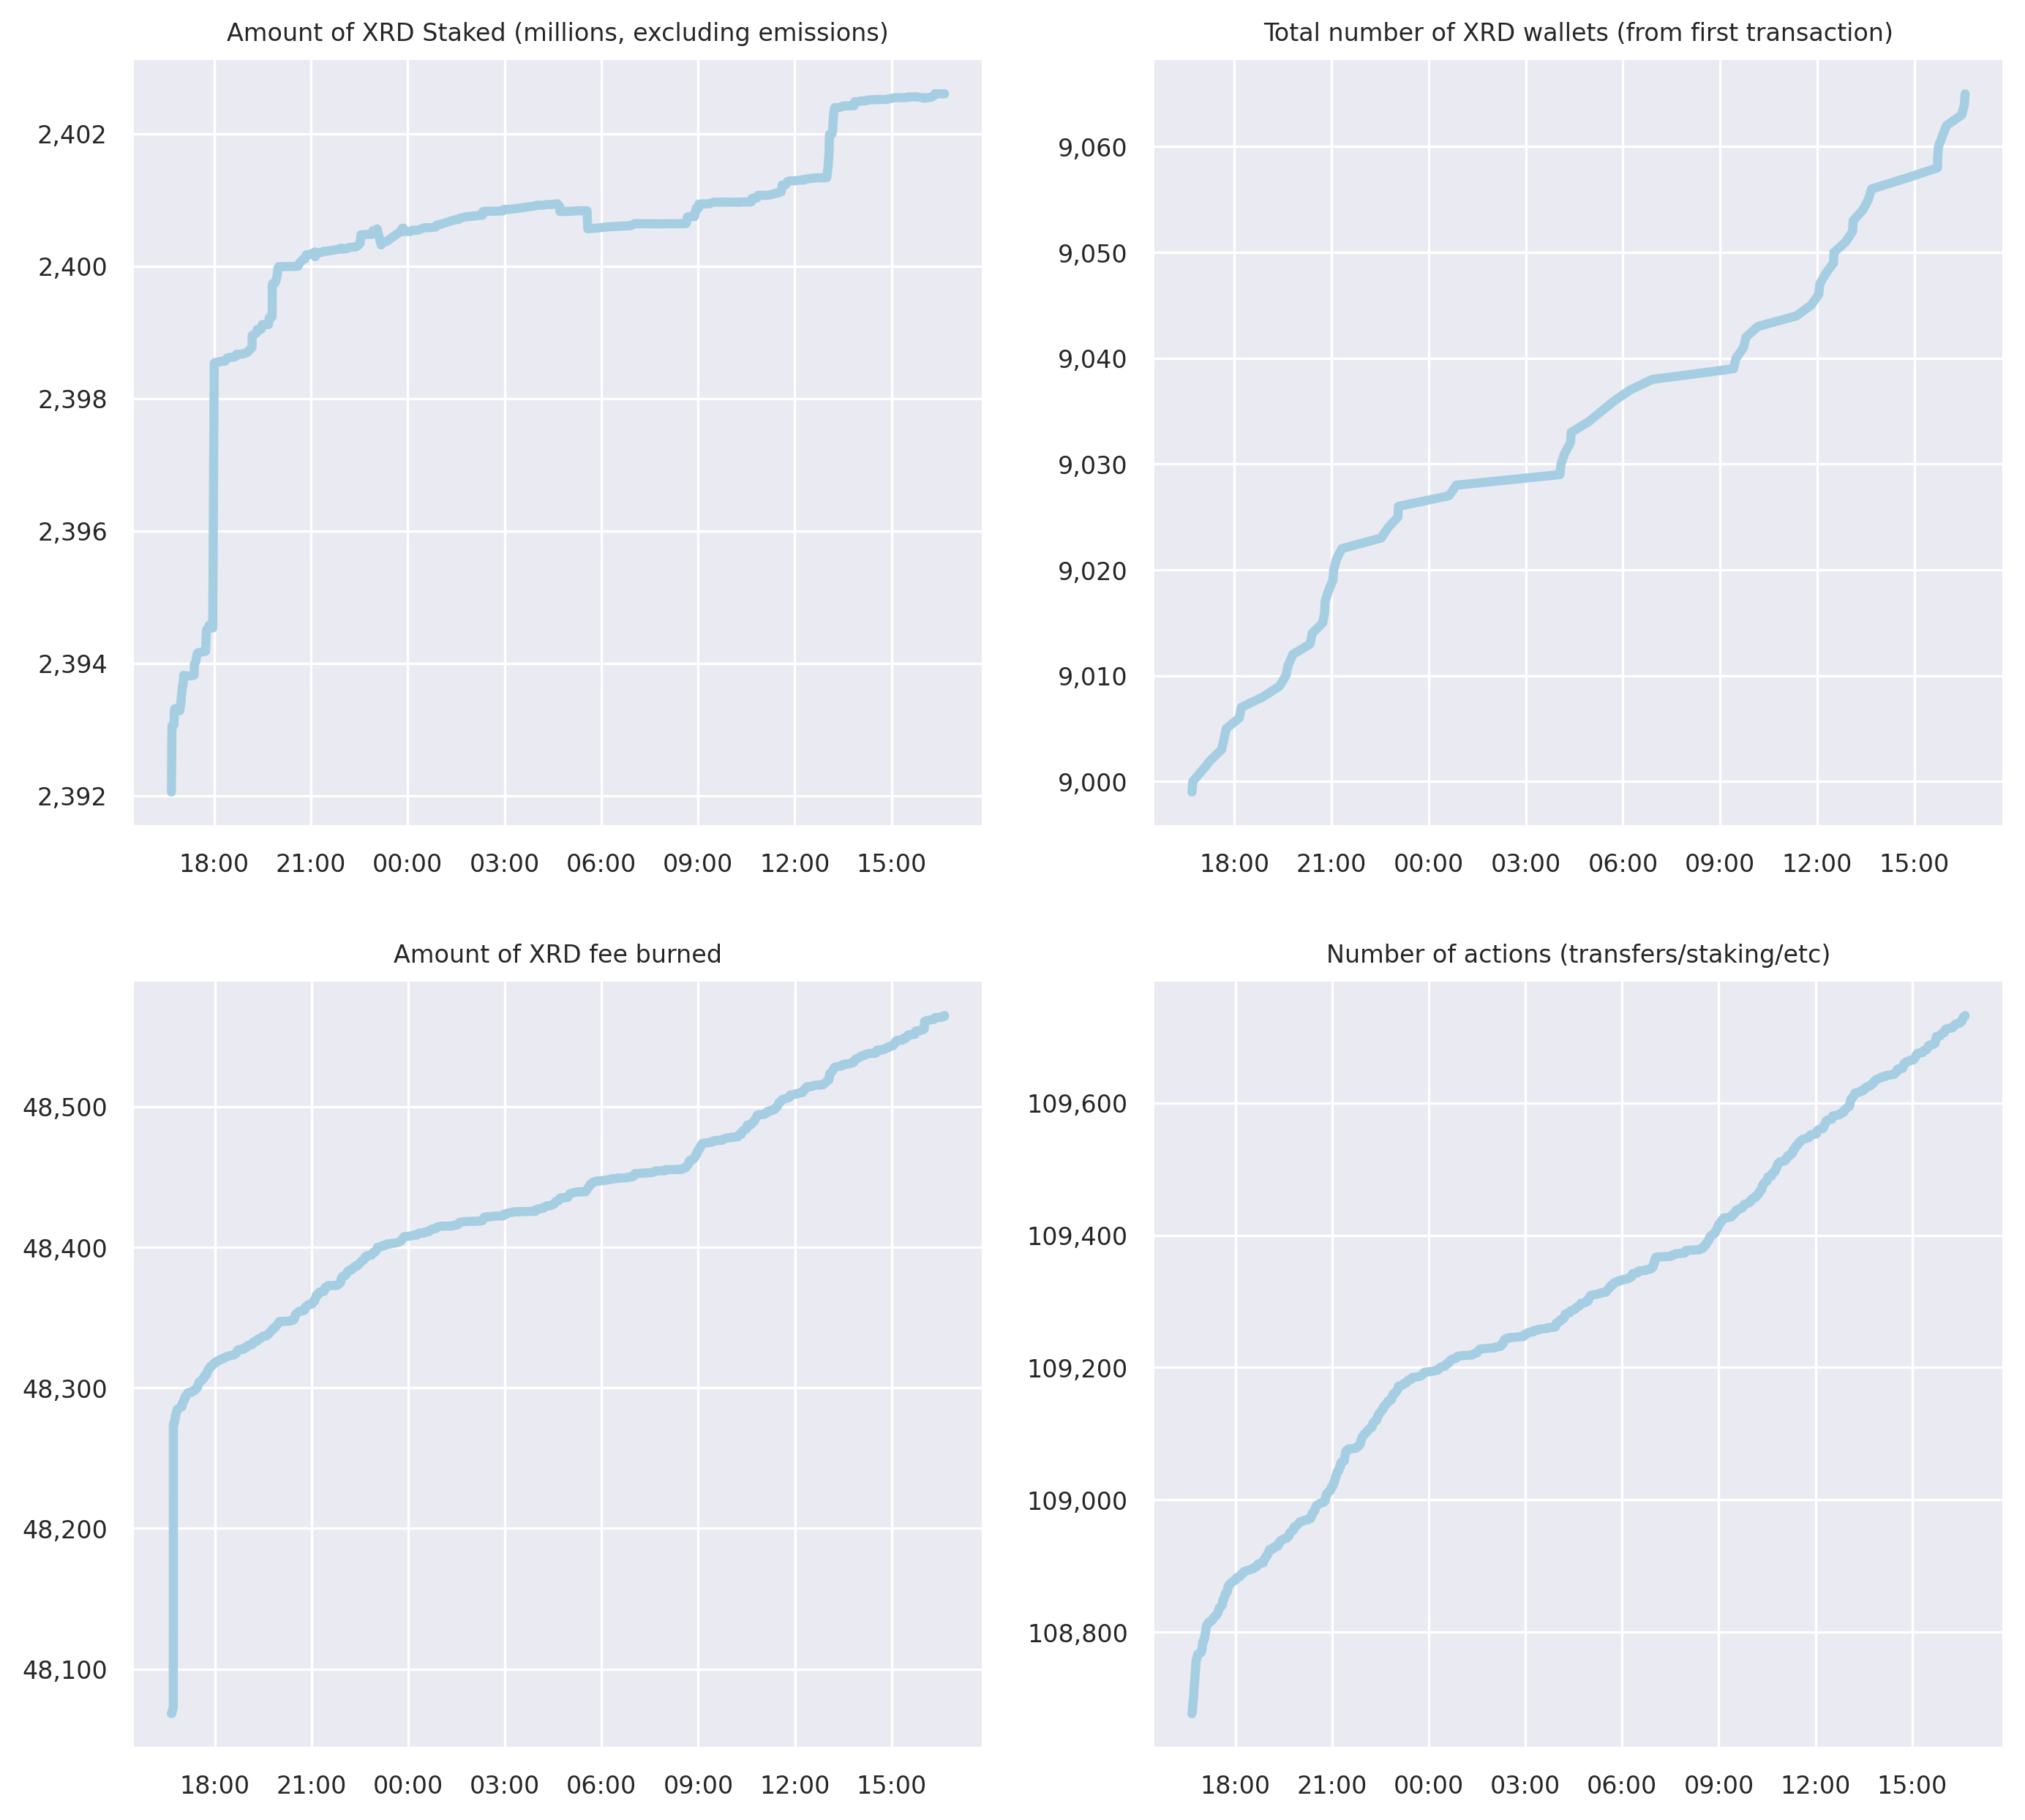 Amount of XRD Staked (millions, excluding emissions)
2,402
2,400
2,398
2,396
2,394
2,392
18:00 21:00 00:00 03:00 06:00 09:00 12:00 15:00
Total number of XRD wallets (from first transaction)
9,060
9,050
9,040
9,030
9,020
9,010
9,000
18:00 21:00 00:00 03:00 06:00 09:00 12:00 15:00
Amount of XRD fee burned
48,500
48,400
48,300
48,200
48,100
18:00 21:00 00:00 03:00 06:00 09:00 12:00 15:00
Number of actions (transfers/staking/etc)
109,600
109,400
109,200
109,000
108,800
18:00 21:00 00:00 03:00 06:00 09:00 12:00 15:00